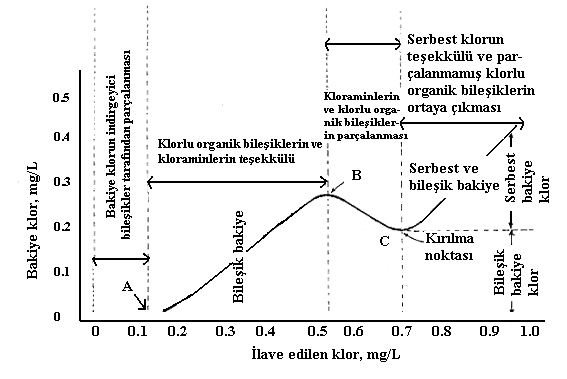 Serbest klorun
teşekkülü ve par-
çalanmamış klorlu
organik bileşiklerin
ortaya çıkması
Kloraminlerin
ve klorlu orga-
nik bileşikler-
in parçalanması
Klorlu organik bileşiklerin ve
kloraminlerin teşekkülü
Bakiye klorun indirgeyici
bileşikler tarafından parçalanması
Bakiye klor, mg/L
0.5
0.4
0.3
0.2
0.1
0
A
B
C
Bileşik bakiye
Serbest ve
bileşik bakiye
Kırılma
noktası
Serbest
bakiye
klor
Bileşik
bakiye
klor
0 0.1 0.2 0.3 0.4 0.5 0.6 0.7 0.8 0.9 1.0
İlave edilen klor, mg/L